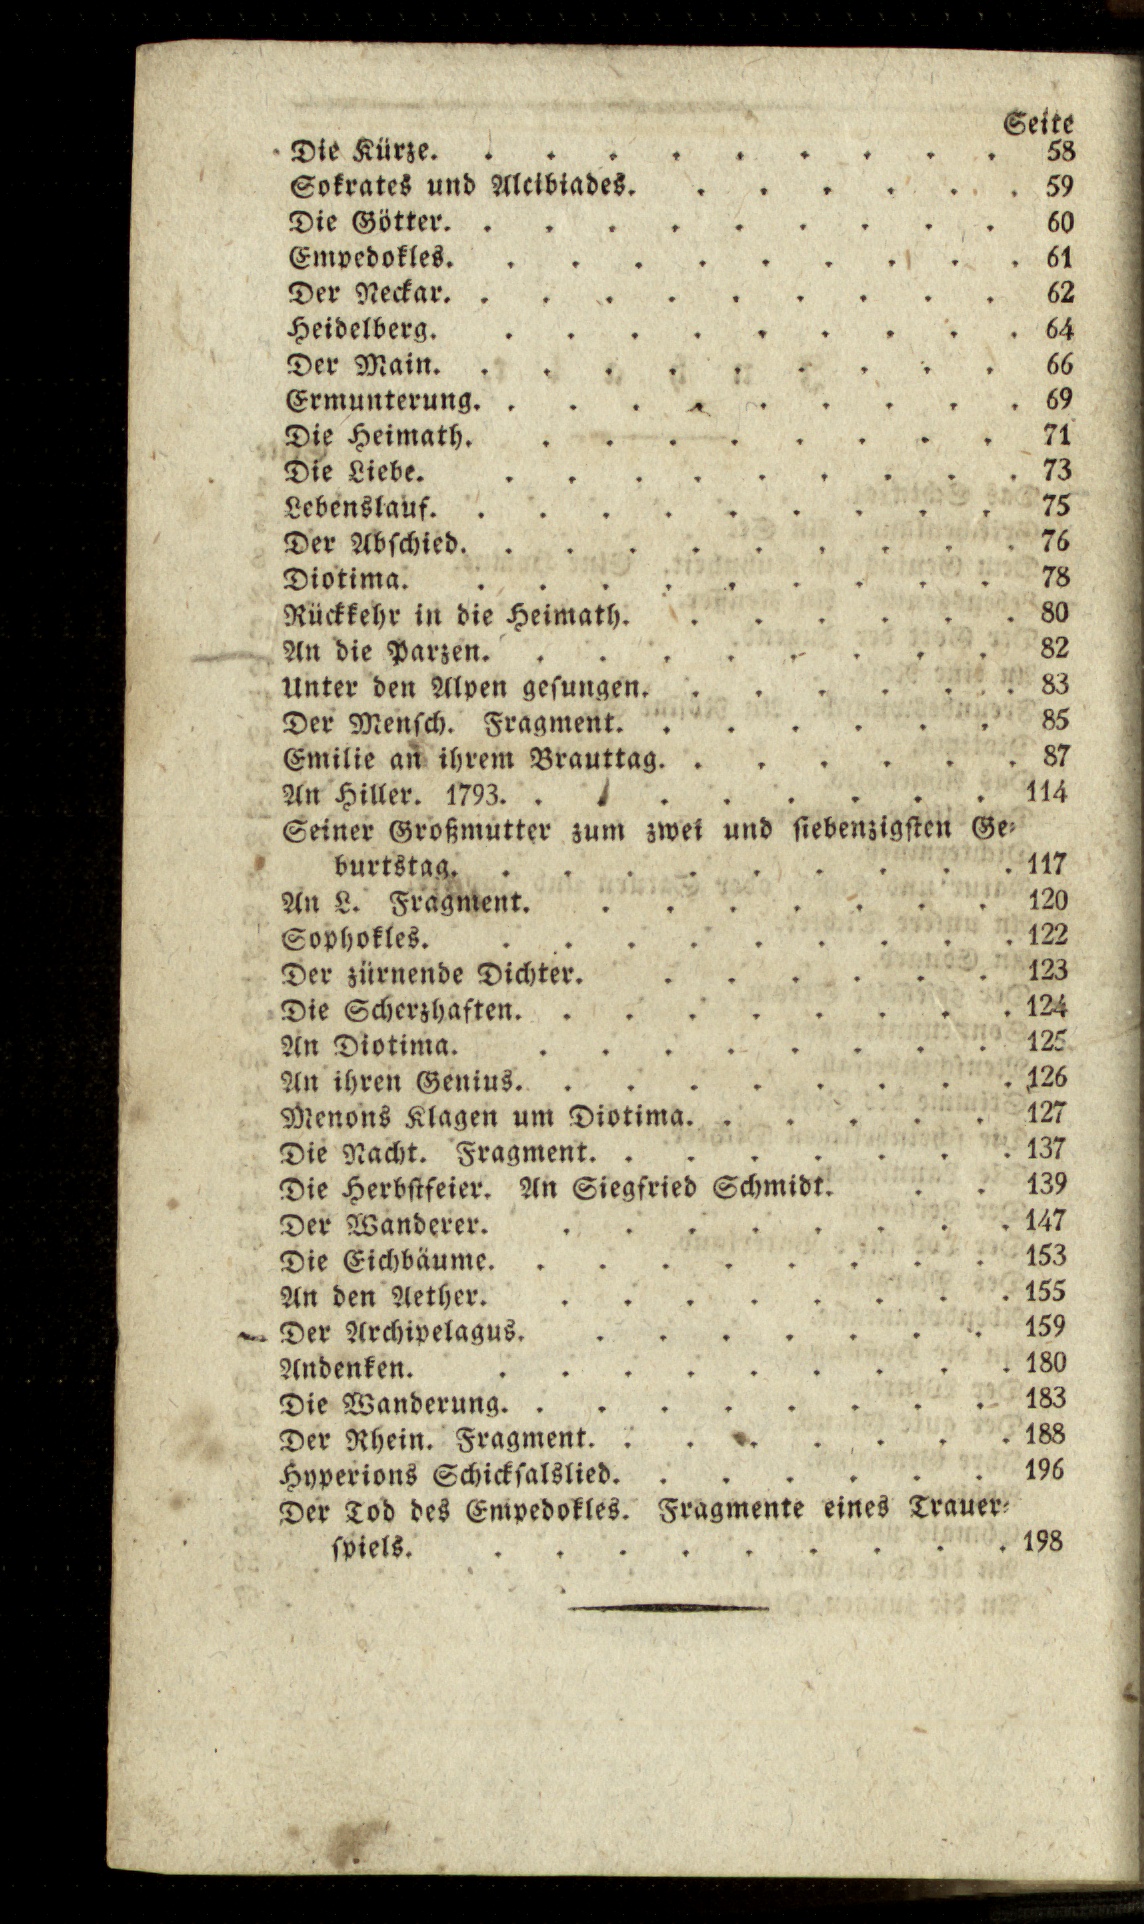 Seite
Die Kürze. . . . . . . . . . 58
Sokrates und Alcibiades. . . . . . . 59
Die Götter. . . . . . . . . . 60
Empedokles. . . . . . . . . . 61
Der Neckar. . . . . . . . . . 62
Heidelberg. . . . . . . . . . 64
Der Main. . . . . . . . . . 66
Ermunterung. . . . . . . . . . 69
Die Heimath. . . . . . . . . 71
Die Liebe. . . . . . . . . . 73
Lebenslauf. . . . . . . . . . 75
Der Abschied. . . . . . . . . . 76
Diotima. . . . . . . . . . 78
Rückkehr in die Heimath. . . . . . . 80
An die Parzen. . . . . . . . . 82
Unter den Alpen gesungen. . . . . . . 83
Der Mensch. Fragment. . . . . . . 85
Emilie an ihrem Brauttag. . . . . . . 87
An Hiller. 1793. . . . . . . . . 114
Seiner Großmutter zum zwei und siebenzigsten Ge-
burtstag. . . . . . . . . . 117
An L. Fragment. . . . . . . . 120
Sophokles. . . . . . . . . . 122
Der zürnende Dichter. . . . . . . 123
Die Scherzhaften. . . . . . . . . 124
An Diotima. . . . . . . . . 125
An ihren Genius. . . . . . . . . 126
Menons Klagen um Diotima. . . . . . 127
Die Nacht. Fragment. . . . . . . . 137
Die Herbstfeier. An Siegfried Schmidt. . . 139
Der Wanderer. . . . . . . . . 147
Die Eichbäume. . . . . . . . . 153
An den Aether. . . . . . . . . 155
Der Archipelagus. . . . . . . . 159
Andenken. . . . . . . . . . 180
Die Wanderung. . . . . . . . . 183
Der Rhein. Fragment. . . . . . . . 188
Hyperions Schicksalslied. . . . . . . 196
Der Tod des Empedokles. Fragmente eines Trauer-
spiels. . . . . . . . . . 198